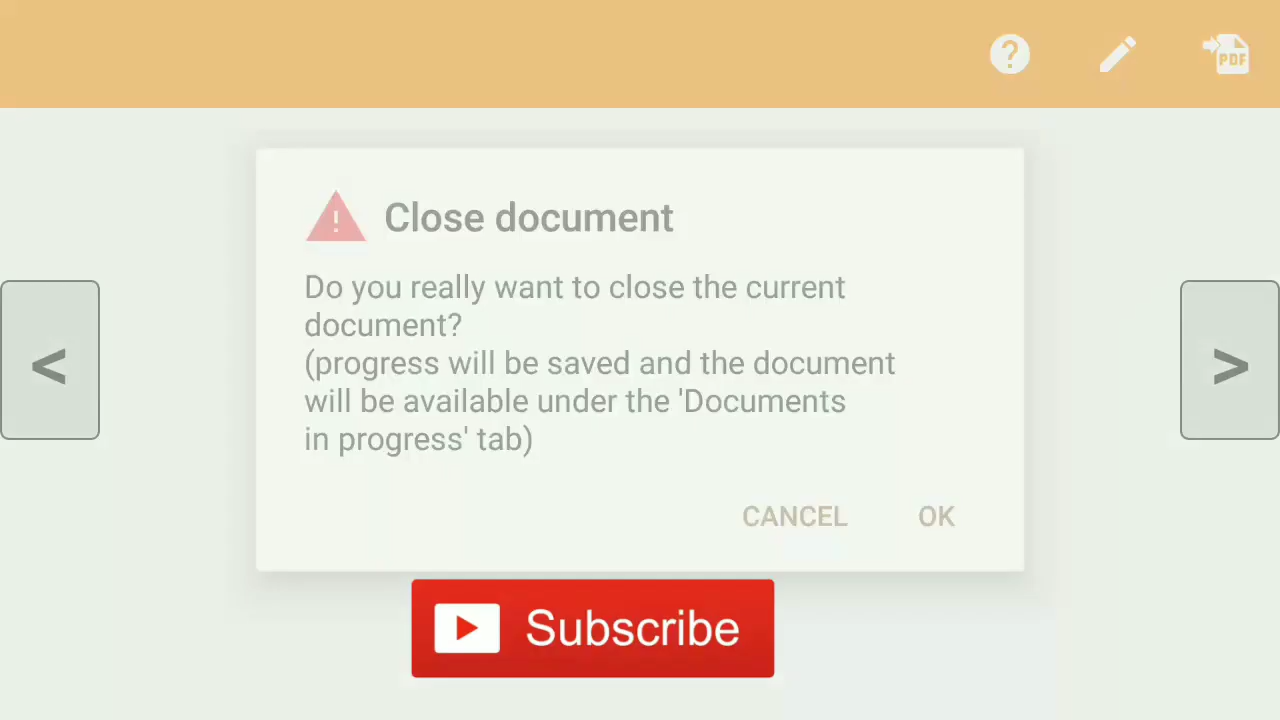 ?
PDF
Close document
Do you really want to close the current
document?
(progress will be saved and the document
will be available under the 'Documents
in progress' tab)
<
>
CANCEL OK
Subscribe